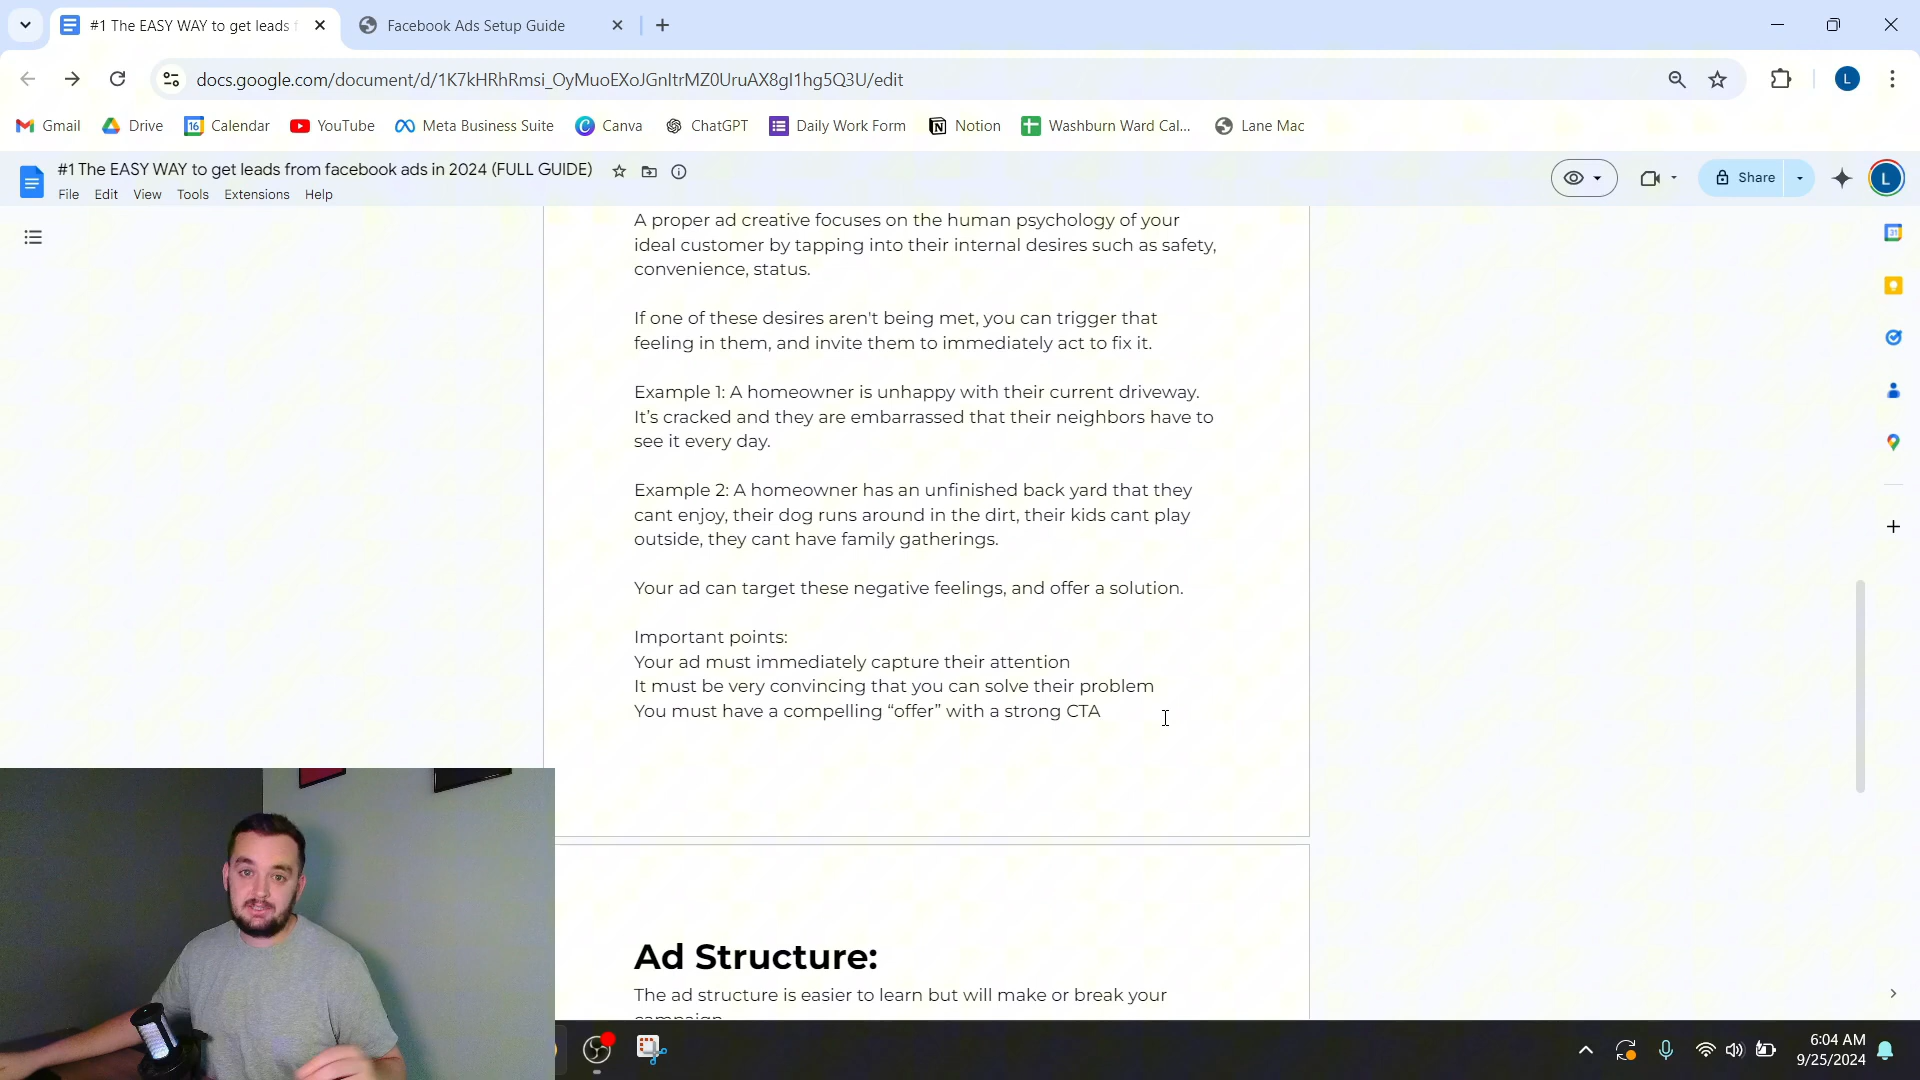 #1 The EASY WAY to get leads f
Facebook Ads Setup Guide
docs.google.com/document/d/1K7kHRhRmsi_OyMuoEXoJGnItrMZ0UruAX8gI1hg5Q3U/edit
L
Gmail
Drive
16
Calendar
YouTube
Meta Business Suite
Canva
ChatGPT
Daily Work Form
Notion
Washburn Ward Cal...
Lane Mac
#1 The EASY WAY to get leads from facebook ads in 2024 (FULL GUIDE)
File Edit View Tools Extensions Help
Share
L
31
A proper ad creative focuses on the human psychology of your
ideal customer by tapping into their internal desires such as safety,
convenience, status.
If one of these desires aren't being met, you can trigger that
feeling in them, and invite them to immediately act to fix it.
Example 1: A homeowner is unhappy with their current driveway.
It’s cracked and they are embarrassed that their neighbors have to
see it every day.
Example 2: A homeowner has an unfinished back yard that they
cant enjoy, their dog runs around in the dirt, their kids cant play
outside, they cant have family gatherings.
Your ad can target these negative feelings, and offer a solution.
Important points:
Your ad must immediately capture their attention
It must be very convincing that you can solve their problem
You must have a compelling “offer” with a strong CTA
Ad Structure:
The ad structure is easier to learn but will make or break your
campaign
6:04 AM
9/25/2024